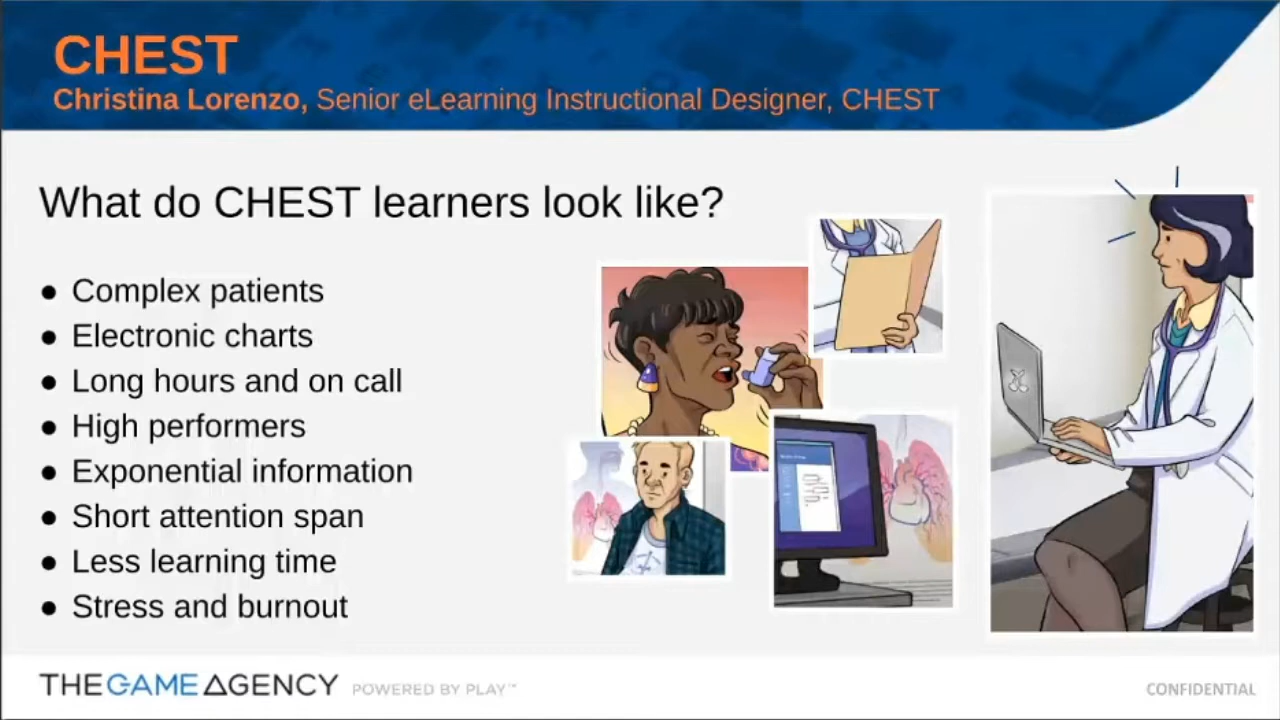 CHEST
Christina Lorenzo, Senior eLearning Instructional Designer, CHEST
What do CHEST learners look like?
● Complex patients
● Electronic charts
● Long hours and on call
● High performers
● Exponential information
● Short attention span
● Less learning time
● Stress and burnout
THEGAMEAGENCY POWERED BY PLAY™
CONFIDENTIAL